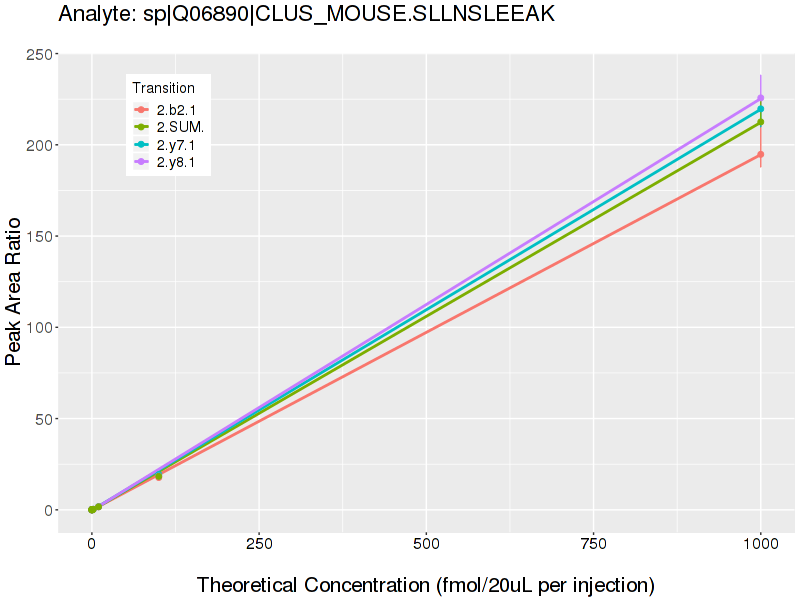 Analyte: sp|Q06890|CLUS_MOUSE.SLLNSLEEAK
250
200
150
100
50
0
Peak Area Ratio
Transition
2.b2.1
2.SUM.
2.y7.1
2.y8.1
0 250 500 750 1000
Theoretical Concentration (fmol/20uL per injection)